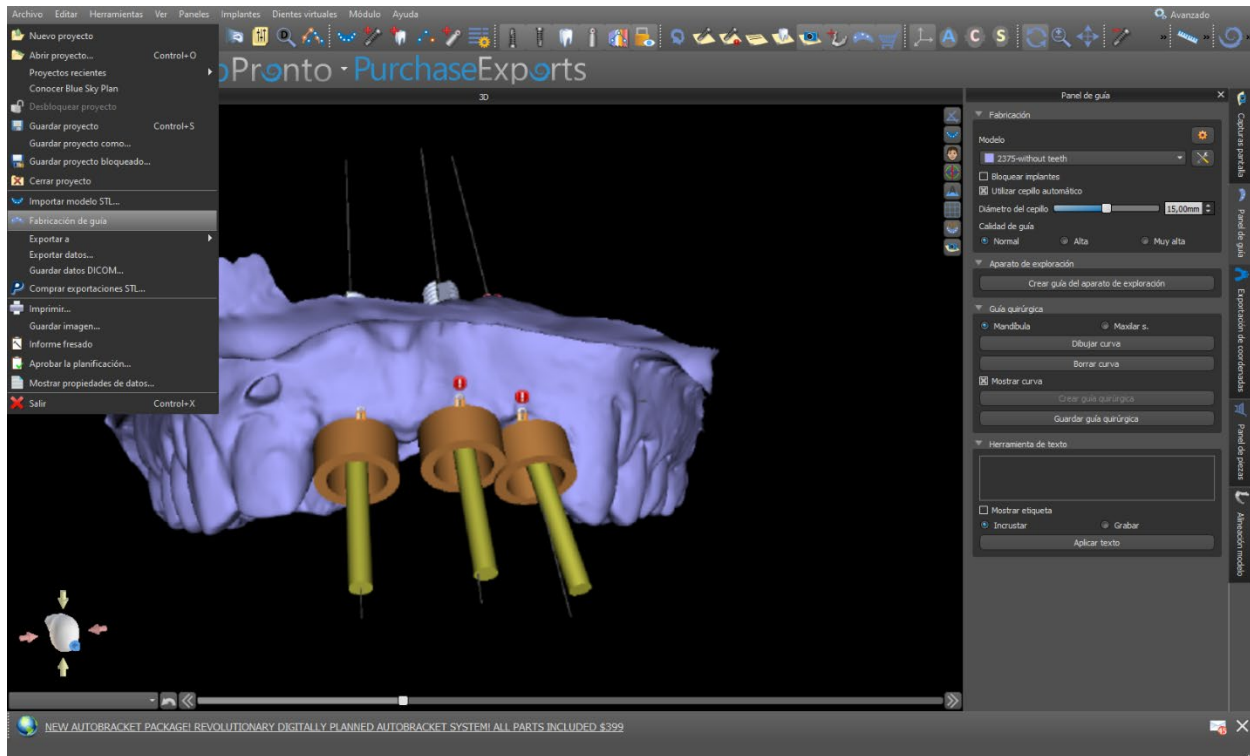 Archivo Editar Herramientas Ver Paneles Implantes Dientes virtuales Módulo Ayuda
Avanzado
Nuevo proyecto
Abrir proyecto... Control+O
Proyectos recientes
Conocer Blue Sky Plan
Desbloquear proyecto
Guardar proyecto Control+S
Guardar proyecto como...
Guardar proyecto bloqueado...
Cerrar proyecto
Importar modelo STL...
Fabricación de guía
Exportar a
Exportar datos...
Guardar datos DICOM...
Comprar exportaciones STL...
Imprimir...
Guardar imagen...
Informe fresado
Aprobar la planificación...
Mostrar propiedades de datos...
Salir Control+X
Pronto - PurchaseExports
3D
Panel de guía
Fabricación
Modelo
2375-without teeth
Bloquear implantes
Utilizar cepillo automático
Diámetro del cepillo 15,00mm
Calidad de guía
Normal Alta Muy alta
Aparato de exploración
Crear guía del aparato de exploración
Guía quirúrgica
Mandíbula Maxilar s.
Dibujar curva
Borrar curva
Mostrar curva
Crear guía quirúrgica
Guardar guía quirúrgica
Herramienta de texto
Mostrar etiqueta
Incrustar Grabar
Aplicar texto
Capturas pantalla
Panel de guía
Exportación de coordenadas
Panel de piezas
Alineación modelo
NEW AUTOBRACKET PACKAGE! REVOLUTIONARY DIGITALLY PLANNED AUTOBRACKET SYSTEM! ALL PARTS INCLUDED $399